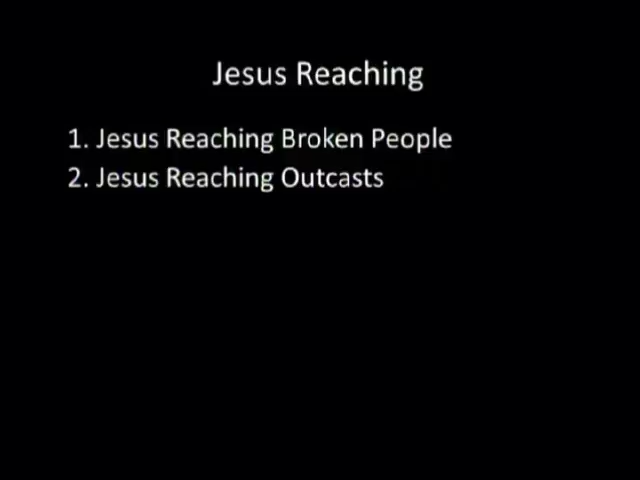 Jesus Reaching
1. Jesus Reaching Broken People
2. Jesus Reaching Outcasts